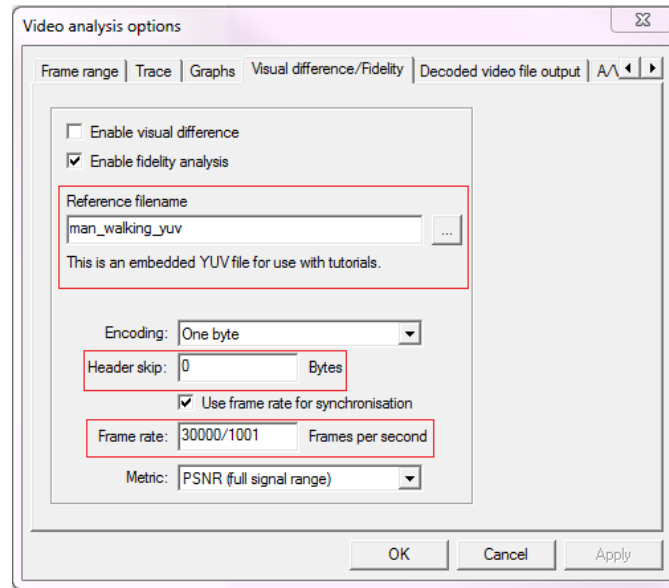 Video analysis options
Frame range Trace Graphs Visual difference/Fidelity Decoded video file output A/V
Enable visual difference
Enable fidelity analysis
Reference filename
man_walking_yuv
...
This is an embedded YUV file for use with tutorials.
Encoding: One byte
Header skip: 0 Bytes
Use frame rate for synchronisation
Frame rate: 30000/1001 Frames per second
Metric: PSNR (full signal range)
OK Cancel Apply